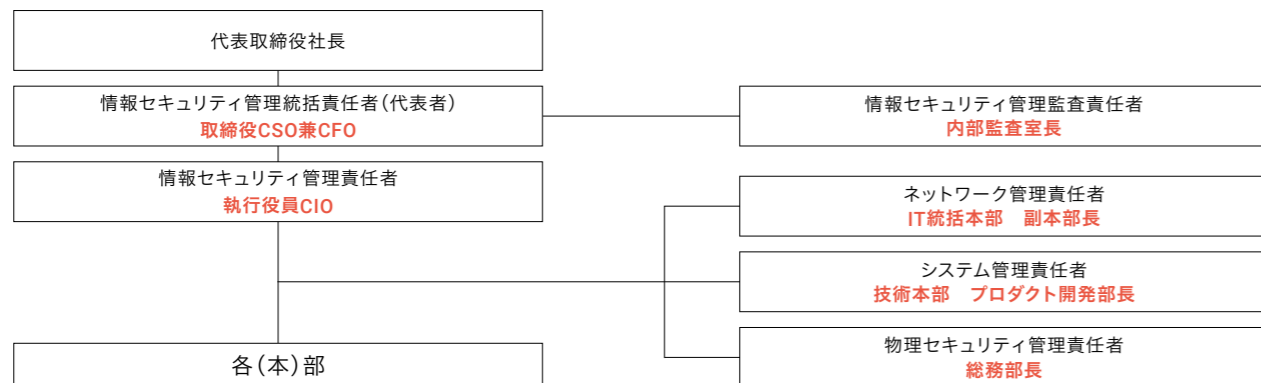 代表取締役社長
情報セキュリティ管理統括責任者（代表者）
取締役CSO兼CFO
情報セキュリティ管理監査責任者
内部監査室長
情報セキュリティ管理責任者
執行役員CIO
ネットワーク管理責任者
IT統括本部　副本部長
システム管理責任者
技術本部　プロダクト開発部長
物理セキュリティ管理責任者
総務部長
各（本）部